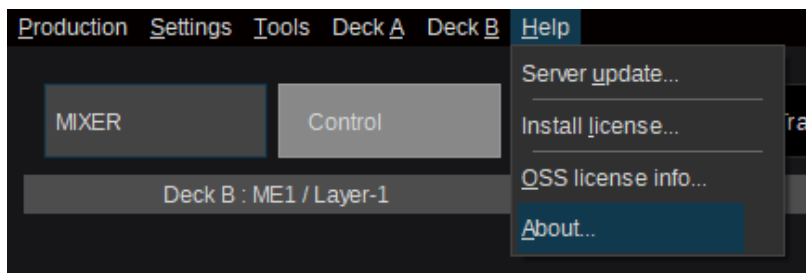 Production Settings Tools Deck A Deck B Help
Server update...
MIXER Control Install license...
OSS license info...
Deck B : ME1 / Layer-1
About...